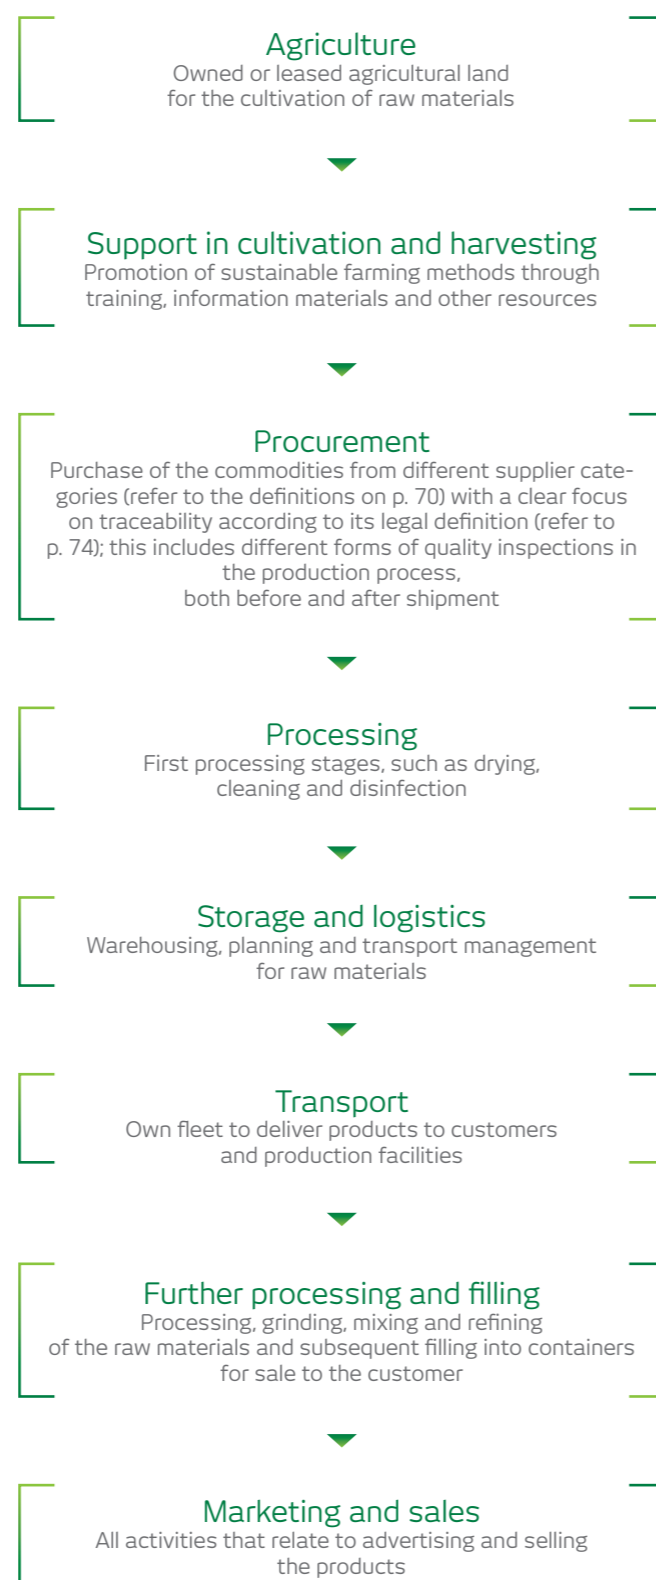 Agriculture
Owned or leased agricultural land
for the cultivation of raw materials
Support in cultivation and harvesting
Promotion of sustainable farming methods through
training, information materials and other resources
Procurement
Purchase of the commodities from different supplier cate-
gories (refer to the definitions on p. 70) with a clear focus
on traceability according to its legal definition (refer to
p. 74); this includes different forms of quality inspections in
the production process,
both before and after shipment
Processing
First processing stages, such as drying,
cleaning and disinfection
Storage and logistics
Warehousing, planning and transport management
for raw materials
Transport
Own fleet to deliver products to customers
and production facilities
Further processing and filling
Processing, grinding, mixing and refining
of the raw materials and subsequent filling into containers
for sale to the customer
Marketing and sales
All activities that relate to advertising and selling
the products